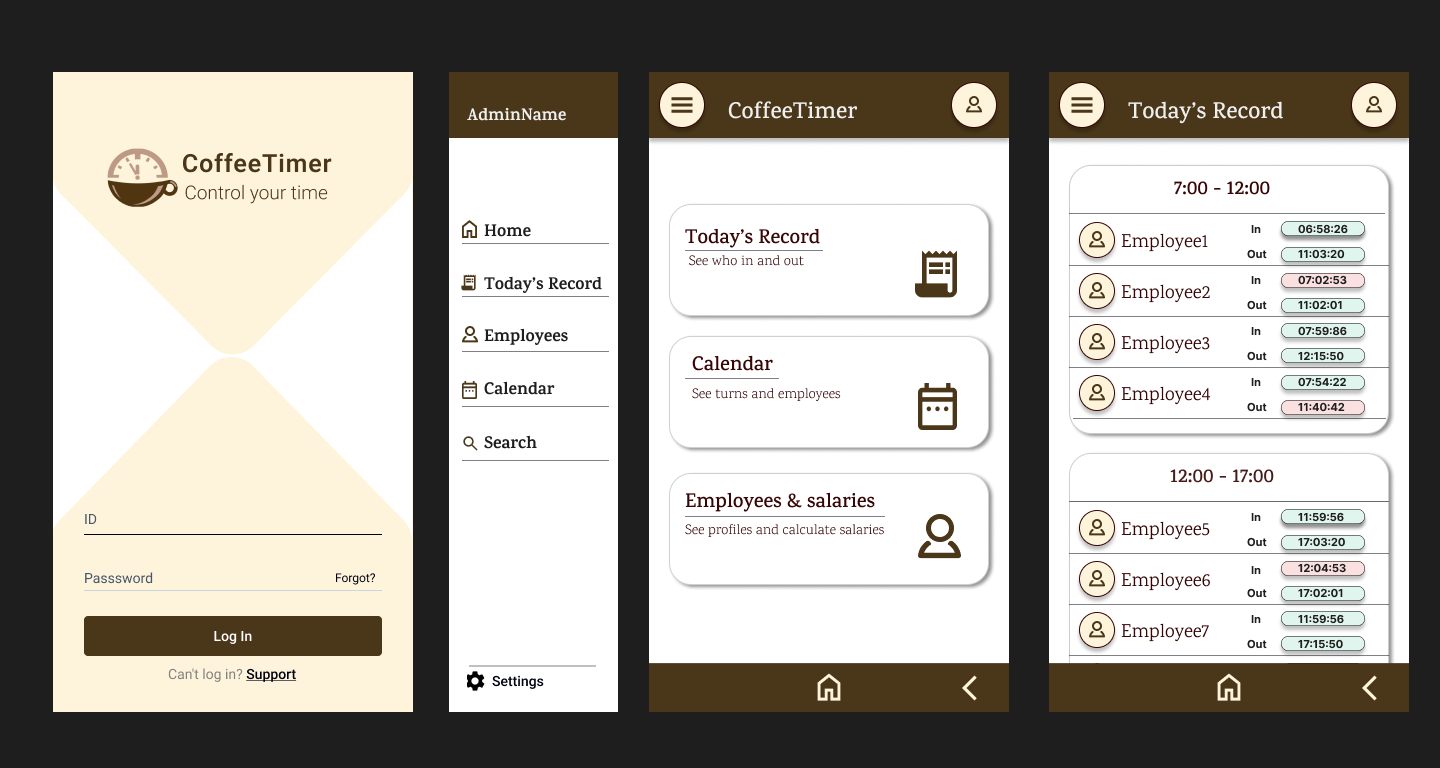 CoffeeTimer
Control your time
ID
Passsword
Forgot?
Log In
Can't log in? Support
AdminName
Home
Today's Record
Employees
Calendar
Search
Settings
CoffeeTimer
Today's Record
See who in and out
Calendar
See turns and employees
Employees & salaries
See profiles and calculate salaries
Today's Record
7:00 - 12:00
Employee1
In 06:58:26
Out 11:03:20
Employee2
In 07:02:53
Out 11:02:01
Employee3
In 07:59:86
Out 12:15:50
Employee4
In 07:54:22
Out 11:40:42
12:00 - 17:00
Employee5
In 11:59:56
Out 17:03:20
Employee6
In 12:04:53
Out 17:02:01
Employee7
In 11:59:56
Out 17:15:50